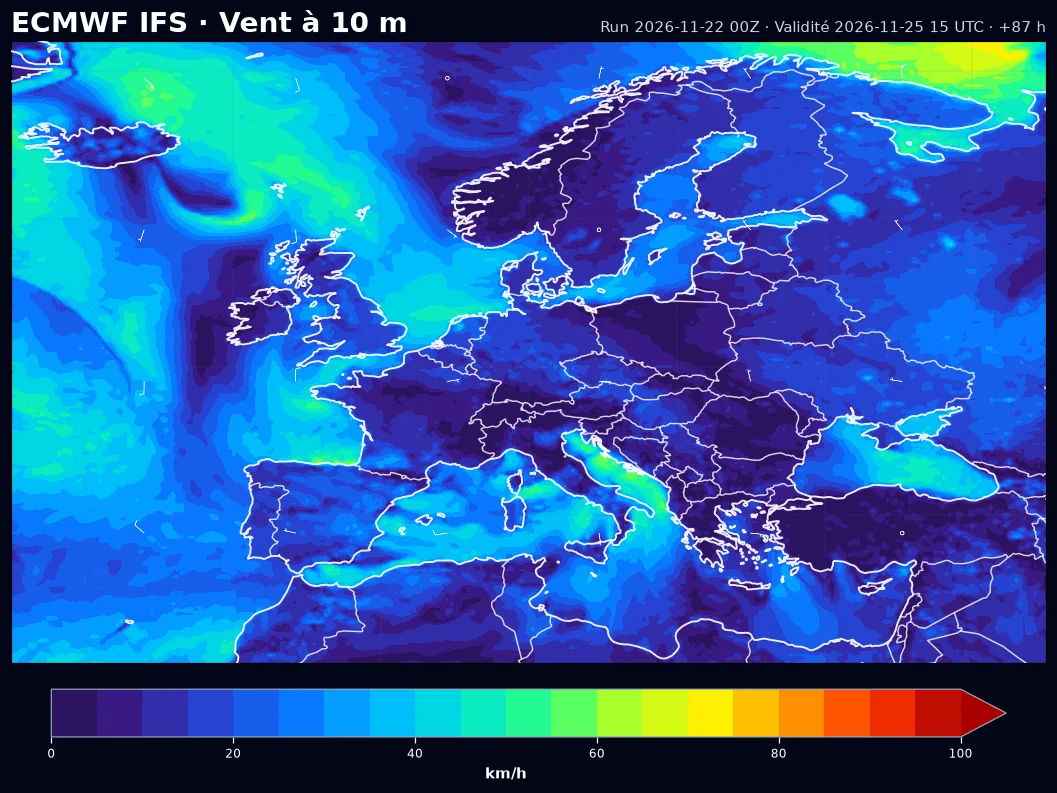 ECMWF IFS · Vent à 10 m
Run 2026-11-22 00Z · Validité 2026-11-25 15 UTC · +87 h
0 20 40 60 80 100
km/h